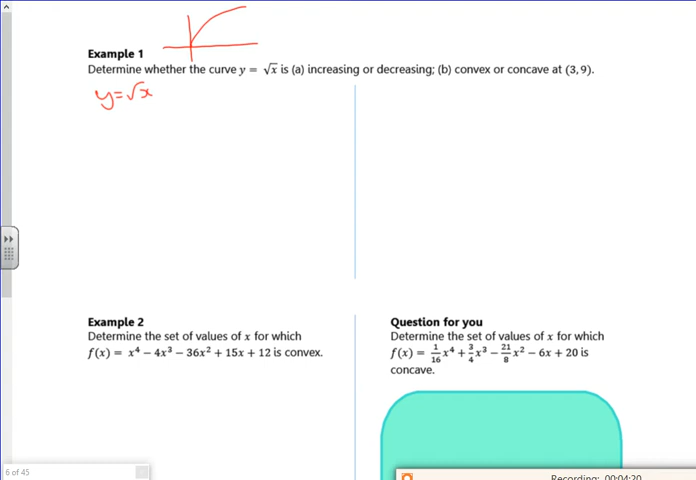 Example 1
Determine whether the curve y = √x is (a) increasing or decreasing; (b) convex or concave at (3, 9).
y=√x
Example 2
Determine the set of values of x for which
f(x) = x⁴ − 4x³ − 36x² + 15x + 12 is convex.
Question for you
Determine the set of values of x for which
f(x) = 1/16 x⁴ + 3/4 x³ − 21/8 x² − 6x + 20 is
concave.
6 of 45
Recording: 00:04:20